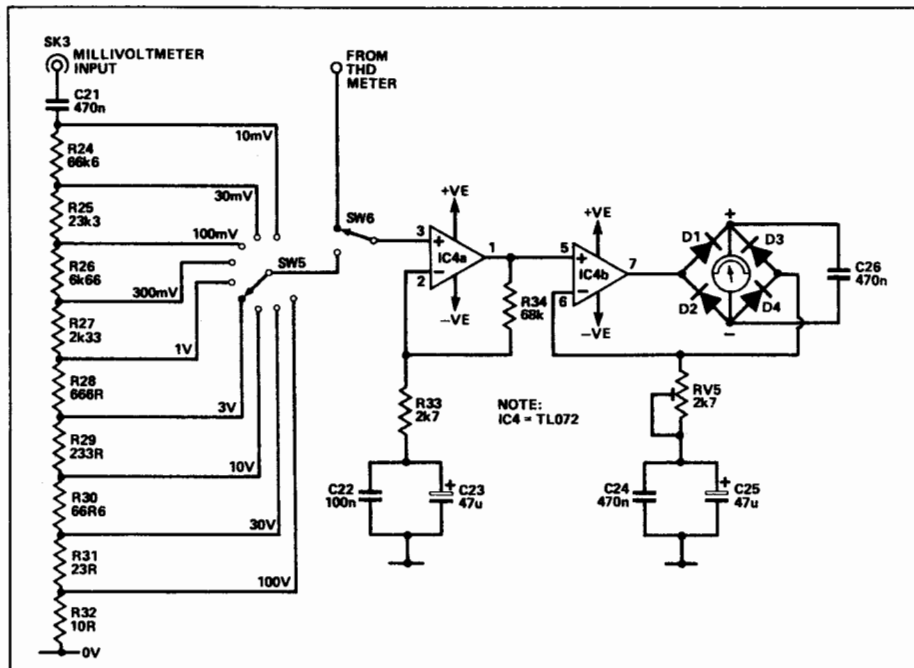 SK3
MILLIVOLTMETER
INPUT
C21
470n
10mV
R24
66k6
30mV
R25
23k3
100mV
R26
6k66
300mV
R27
2k33
1V
R28
666R
3V
R29
233R
10V
R30
66R6
30V
R31
23R
100V
R32
10R
0V
SW5
FROM
THD
METER
SW6
+VE
3
+
IC4a
1
2
−
−VE
R34
68k
R33
2k7
C22
100n
+
C23
47u
NOTE:
IC4 = TL072
+VE
5
+
IC4b
7
6
−
−VE
+
D1
D3
D2
D4
−
C26
470n
RV5
2k7
C24
470n
+
C25
47u